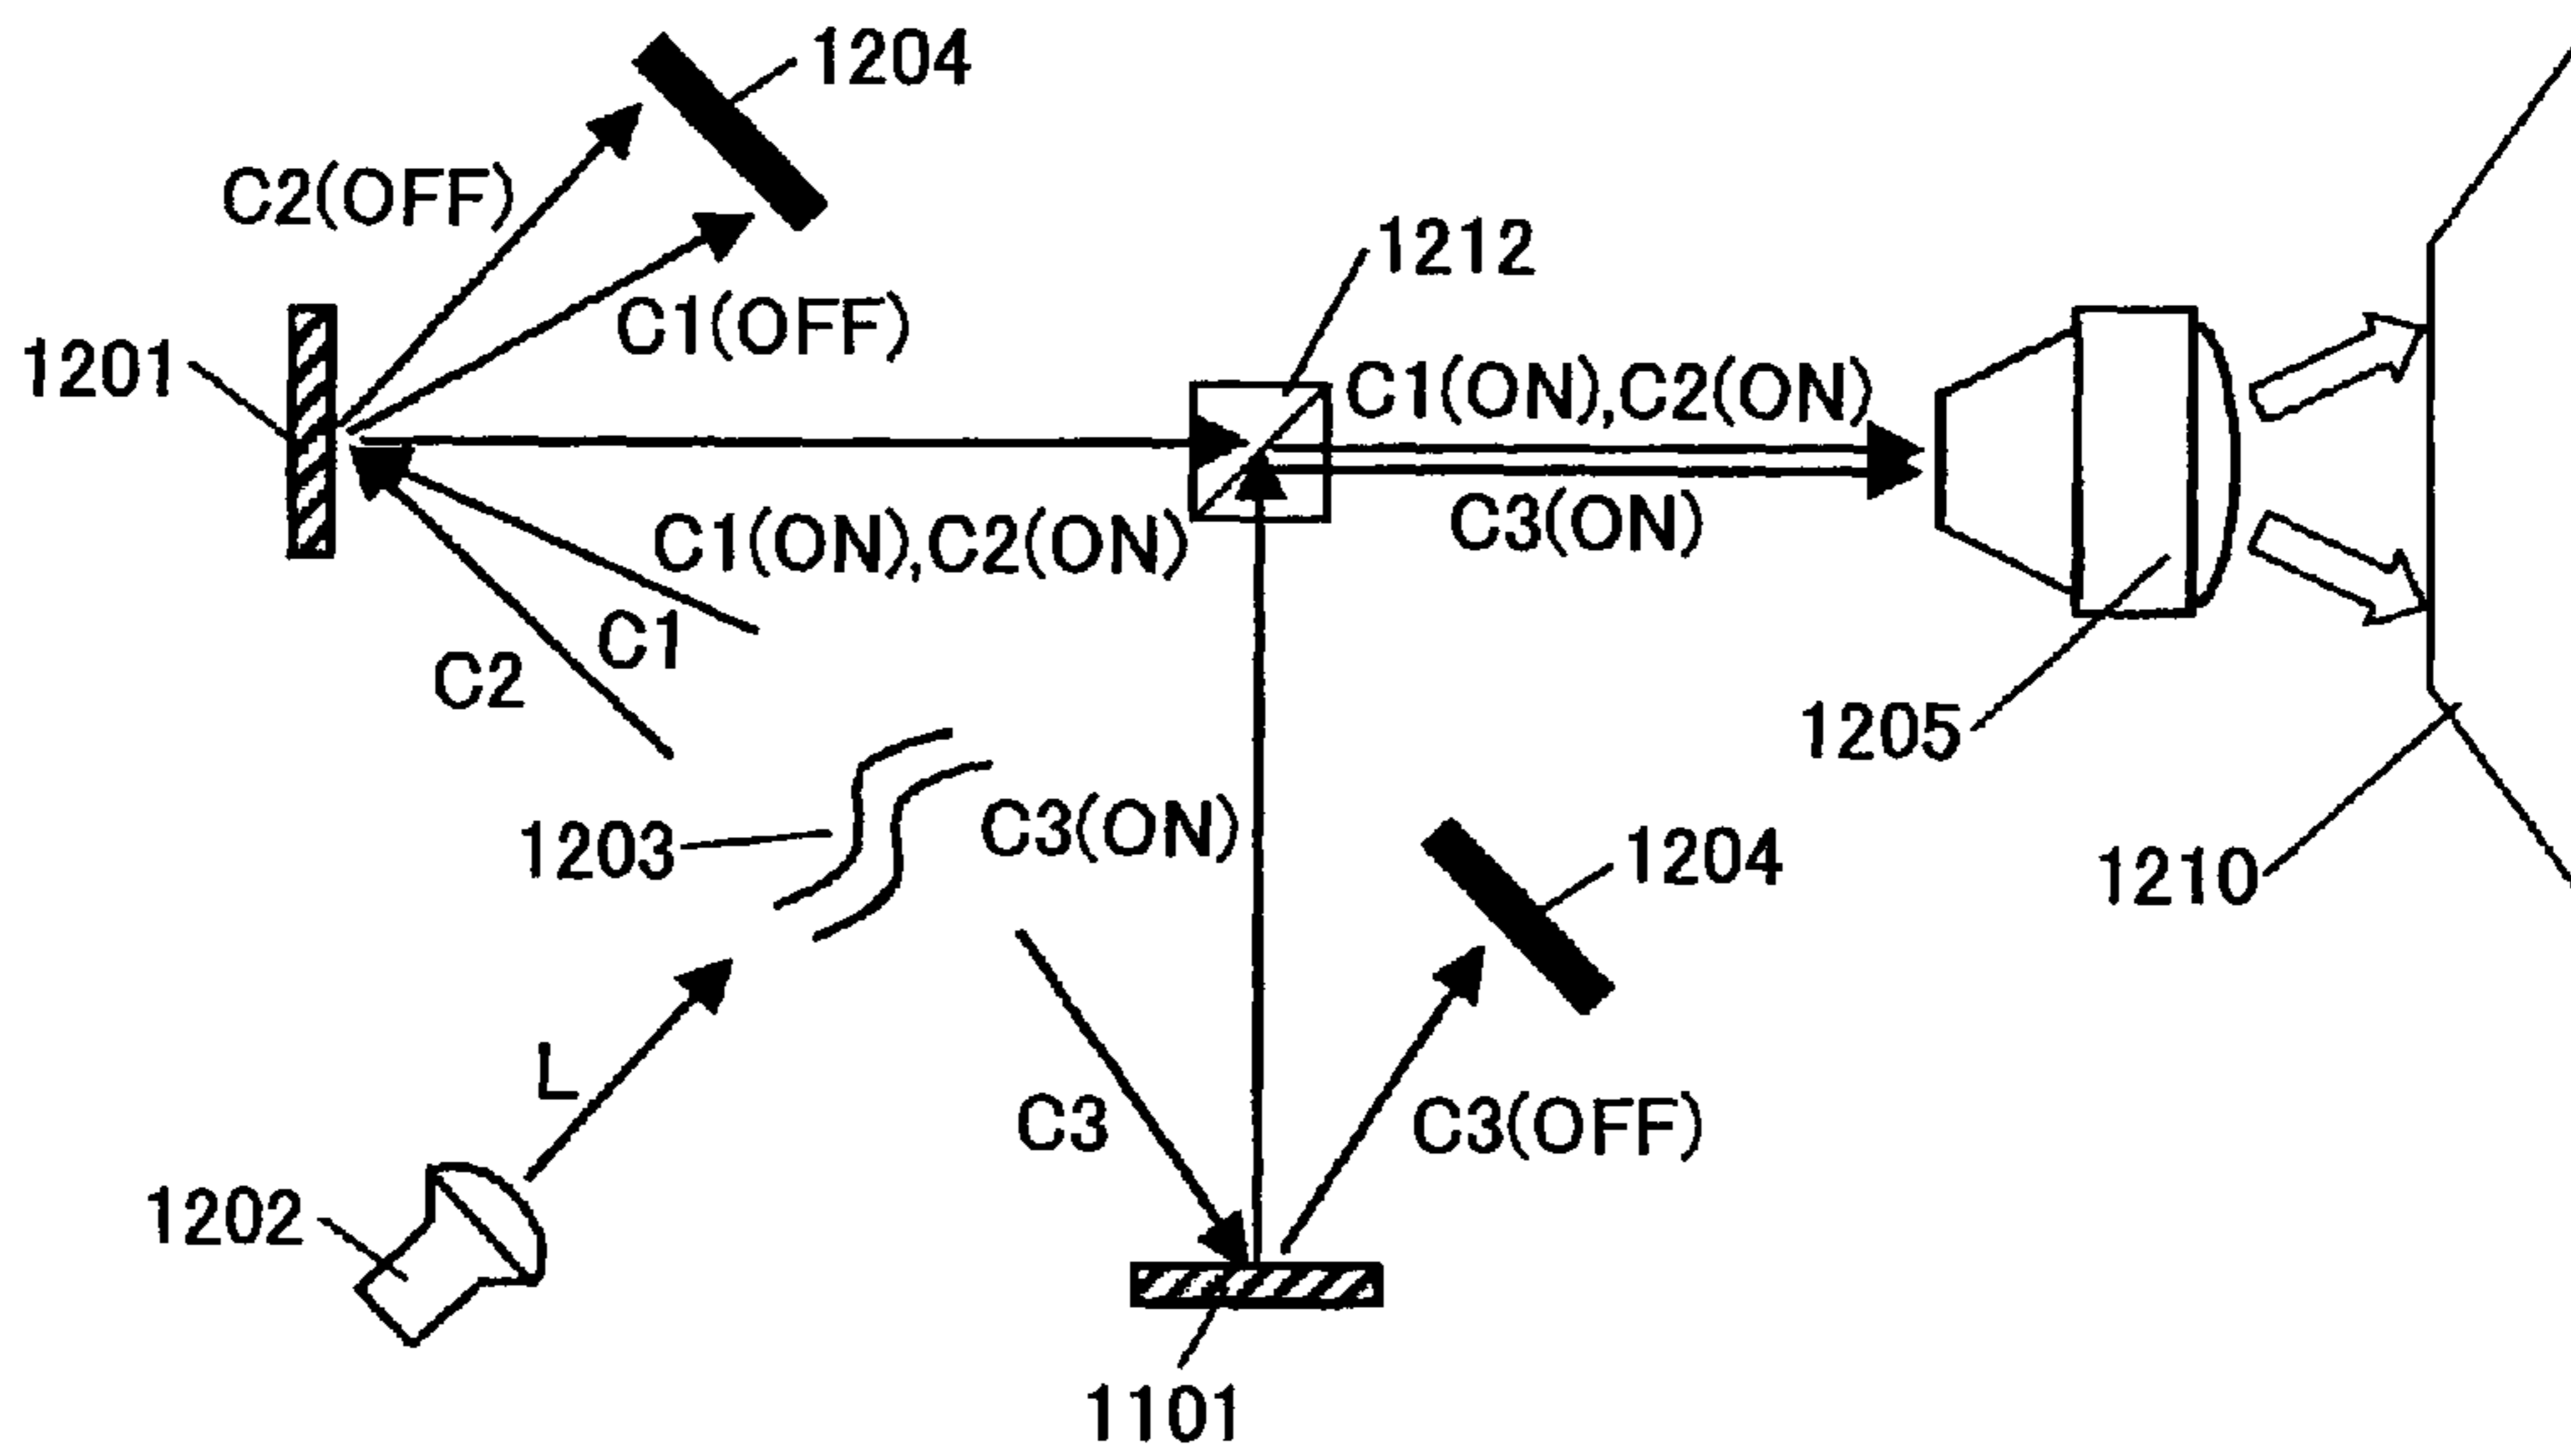 1204
C2(OFF)
1212
C1(OFF)
1201
C1(ON),C2(ON)
C3(ON)
C1(ON),C2(ON)
C1
C2
1205
1203
C3(ON)
1204
1210
L
C3
C3(OFF)
1202
1101